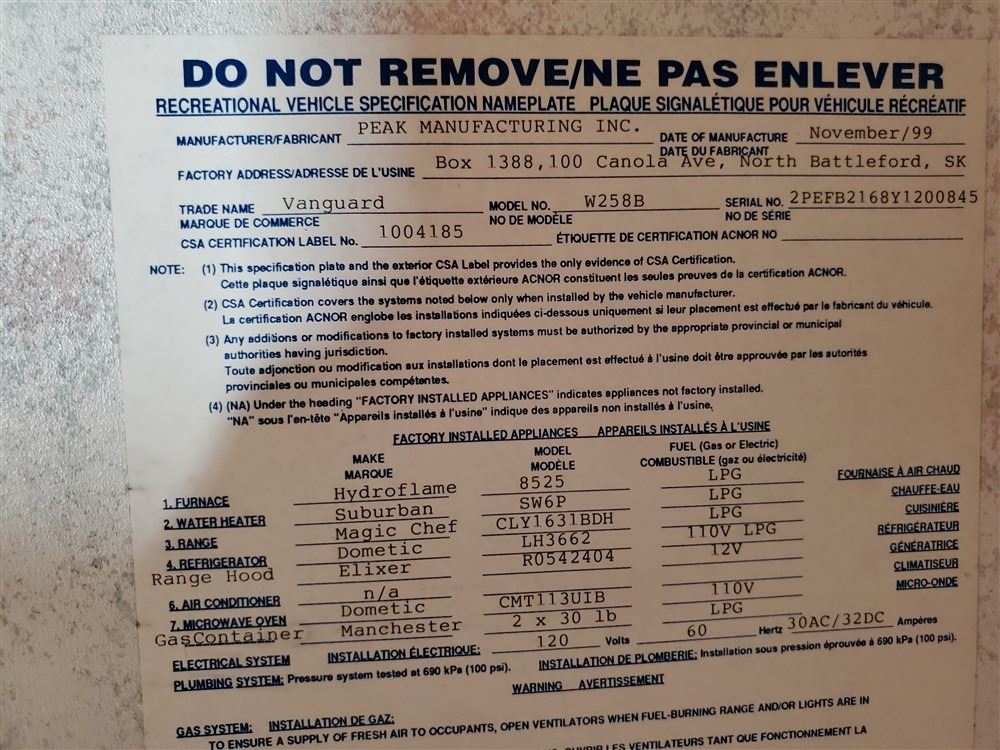 DO NOT REMOVE/NE PAS ENLEVER
RECREATIONAL VEHICLE SPECIFICATION NAMEPLATE PLAQUE SIGNALÉTIQUE POUR VÉHICULE RÉCRÉATIF
MANUFACTURER/FABRICANT PEAK MANUFACTURING INC. DATE OF MANUFACTURE November/99
DATE DU FABRICANT
FACTORY ADDRESS/ADRESSE DE L'USINE Box 1388,100 Canola Ave, North Battleford, SK
TRADE NAME Vanguard MODEL NO. W258B SERIAL NO. 2PEFB2168Y1200845
MARQUE DE COMMERCE NO DE MODÈLE NO DE SÉRIE
CSA CERTIFICATION LABEL No. 1004185 ÉTIQUETTE DE CERTIFICATION ACNOR NO
NOTE: (1) This specification plate and the exterior CSA Label provides the only evidence of CSA Certification.
Cette plaque signalétique ainsi que l'étiquette extérieure ACNOR constituent les seules preuves de la certification ACNOR.
(2) CSA Certification covers the systems noted below only when installed by the vehicle manufacturer.
La certification ACNOR englobe les installations indiquées ci-dessous uniquement si leur placement est effectué par le fabricant du véhicule.
(3) Any additions or modifications to factory installed systems must be authorized by the appropriate provincial or municipal
authorities having jurisdiction.
Toute adjonction ou modification aux installations dont le placement est effectué à l'usine doit être approuvée par les autorités
provinciales ou municipales compétentes.
(4) (NA) Under the heading "FACTORY INSTALLED APPLIANCES" indicates appliances not factory installed.
"NA" sous l'en-tête "Appareils installés à l'usine" indique des appareils non installés à l'usine.
FACTORY INSTALLED APPLIANCES APPAREILS INSTALLÉS À L'USINE
MAKE MODEL FUEL (Gas or Electric)
MARQUE MODÈLE COMBUSTIBLE (gaz ou électricité)
1. FURNACE Hydroflame 8525 LPG FOURNAISE À AIR CHAUD
2. WATER HEATER Suburban SW6P LPG CHAUFFE-EAU
3. RANGE Magic Chef CLY1631BDH LPG CUISINIÈRE
4. REFRIGERATOR Dometic LH3662 110V LPG RÉFRIGÉRATEUR
Range Hood Elixer R0542404 12V GÉNÉRATRICE
6. AIR CONDITIONER n/a CLIMATISEUR
7. MICROWAVE OVEN Dometic CMT113UIB 110V MICRO-ONDE
GasContainer Manchester 2 x 30 lb LPG
ELECTRICAL SYSTEM INSTALLATION ÉLECTRIQUE: 120 Volts 60 Hertz 30AC/32DC Ampères
PLUMBING SYSTEM: Pressure system tested at 690 kPa (100 psi). INSTALLATION DE PLOMBERIE: Installation sous pression éprouvée à 690 kPa (100 psi).
WARNING AVERTISSEMENT
GAS SYSTEM: INSTALLATION DE GAZ:
TO ENSURE A SUPPLY OF FRESH AIR TO OCCUPANTS, OPEN VENTILATORS WHEN FUEL-BURNING RANGE AND/OR LIGHTS ARE IN
OUVRIR LES VENTILATEURS TANT QUE FONCTIONNEMENT LA